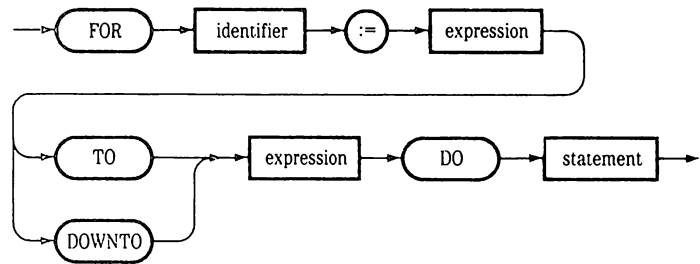 FOR identifier := expression
TO expression DO statement
DOWNTO